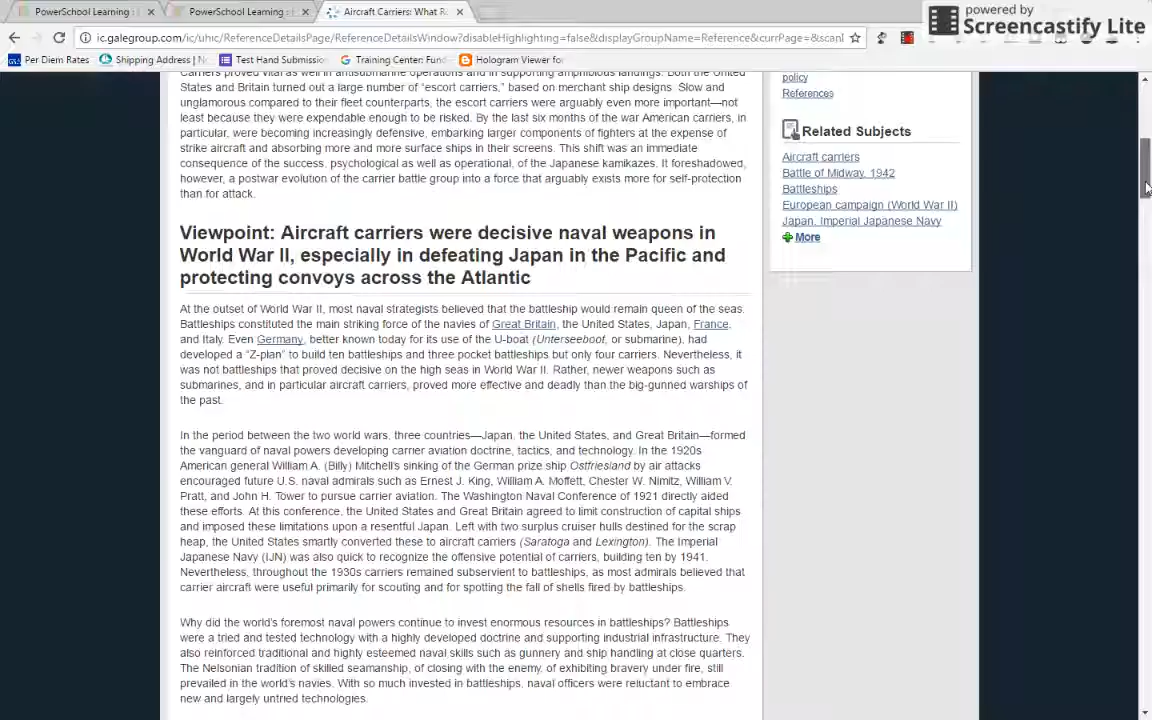 PowerSchool Learning :
PowerSchool Learning :
Aircraft Carriers: What R
powered by
Screencastify Lite
ic.galegroup.com/ic/uhic/ReferenceDetailsPage/ReferenceDetailsWindow?disableHighlighting=false&displayGroupName=Reference&currPage=&scanl
Per Diem Rates
Shipping Address | N
Test Hand Submissio
Training Center: Fund
Hologram Viewer for
Carriers proved vital as well in antisubmarine operations and in supporting amphibious landings. Both the United
States and Britain turned out a large number of "escort carriers," based on merchant ship designs. Slow and
unglamorous compared to their fleet counterparts, the escort carriers were arguably even more important—not
least because they were expendable enough to be risked. By the last six months of the war American carriers, in
particular, were becoming increasingly defensive, embarking larger components of fighters at the expense of
strike aircraft and absorbing more and more surface ships in their screens. This shift was an immediate
consequence of the success, psychological as well as operational, of the Japanese kamikazes. It foreshadowed,
however, a postwar evolution of the carrier battle group into a force that arguably exists more for self-protection
than for attack.
Viewpoint: Aircraft carriers were decisive naval weapons in
World War II, especially in defeating Japan in the Pacific and
protecting convoys across the Atlantic
At the outset of World War II, most naval strategists believed that the battleship would remain queen of the seas.
Battleships constituted the main striking force of the navies of Great Britain, the United States, Japan, France,
and Italy. Even Germany, better known today for its use of the U-boat (Unterseeboot, or submarine), had
developed a "Z-plan" to build ten battleships and three pocket battleships but only four carriers. Nevertheless, it
was not battleships that proved decisive on the high seas in World War II. Rather, newer weapons such as
submarines, and in particular aircraft carriers, proved more effective and deadly than the big-gunned warships of
the past.
In the period between the two world wars, three countries—Japan, the United States, and Great Britain—formed
the vanguard of naval powers developing carrier aviation doctrine, tactics, and technology. In the 1920s
American general William A. (Billy) Mitchell's sinking of the German prize ship Ostfriesland by air attacks
encouraged future U.S. naval admirals such as Ernest J. King, William A. Moffett, Chester W. Nimitz, William V.
Pratt, and John H. Tower to pursue carrier aviation. The Washington Naval Conference of 1921 directly aided
these efforts. At this conference, the United States and Great Britain agreed to limit construction of capital ships
and imposed these limitations upon a resentful Japan. Left with two surplus cruiser hulls destined for the scrap
heap, the United States smartly converted these to aircraft carriers (Saratoga and Lexington). The Imperial
Japanese Navy (IJN) was also quick to recognize the offensive potential of carriers, building ten by 1941.
Nevertheless, throughout the 1930s carriers remained subservient to battleships, as most admirals believed that
carrier aircraft were useful primarily for scouting and for spotting the fall of shells fired by battleships.
Why did the world's foremost naval powers continue to invest enormous resources in battleships? Battleships
were a tried and tested technology with a highly developed doctrine and supporting industrial infrastructure. They
also reinforced traditional and highly esteemed naval skills such as gunnery and ship handling at close quarters.
The Nelsonian tradition of skilled seamanship, of closing with the enemy, of exhibiting bravery under fire, still
prevailed in the world's navies. With so much invested in battleships, naval officers were reluctant to embrace
new and largely untried technologies.
policy
References
Related Subjects
Aircraft carriers
Battle of Midway, 1942
Battleships
European campaign (World War II)
Japan. Imperial Japanese Navy
More